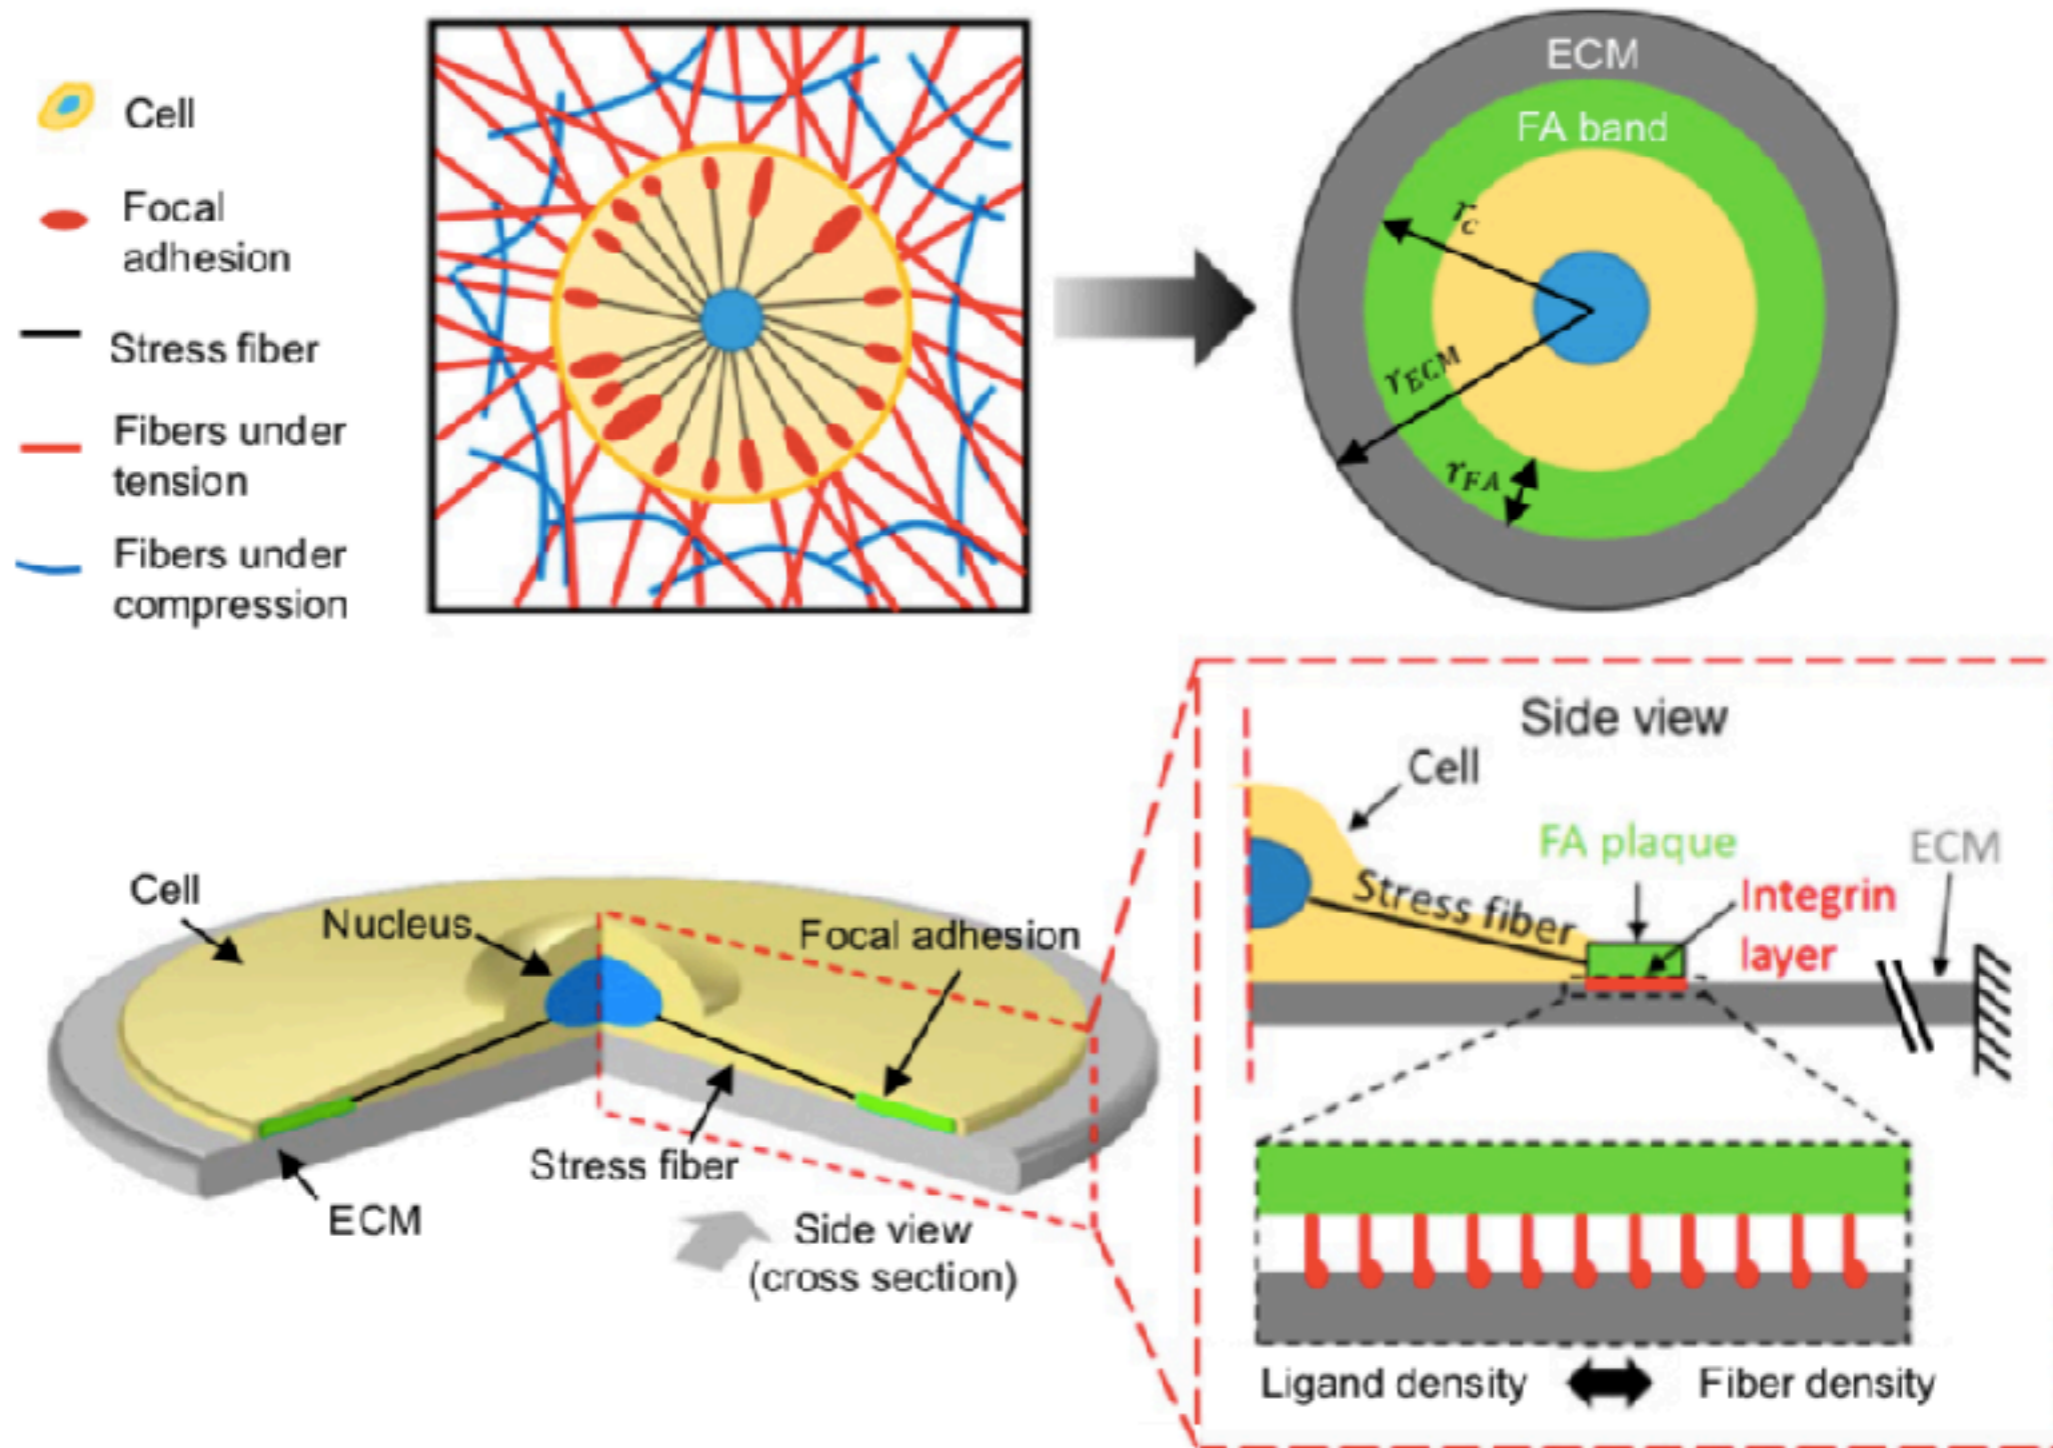 Cell
Focal
adhesion
Stress fiber
Fibers under
tension
Fibers under
compression
ECM
FA band
r_c
r_ECM
r_FA
Cell
Nucleus
Focal adhesion
Stress fiber
ECM
Side view
(cross section)
Side view
Cell
FA plaque
ECM
Stress fiber
Integrin
layer
Ligand density
Fiber density